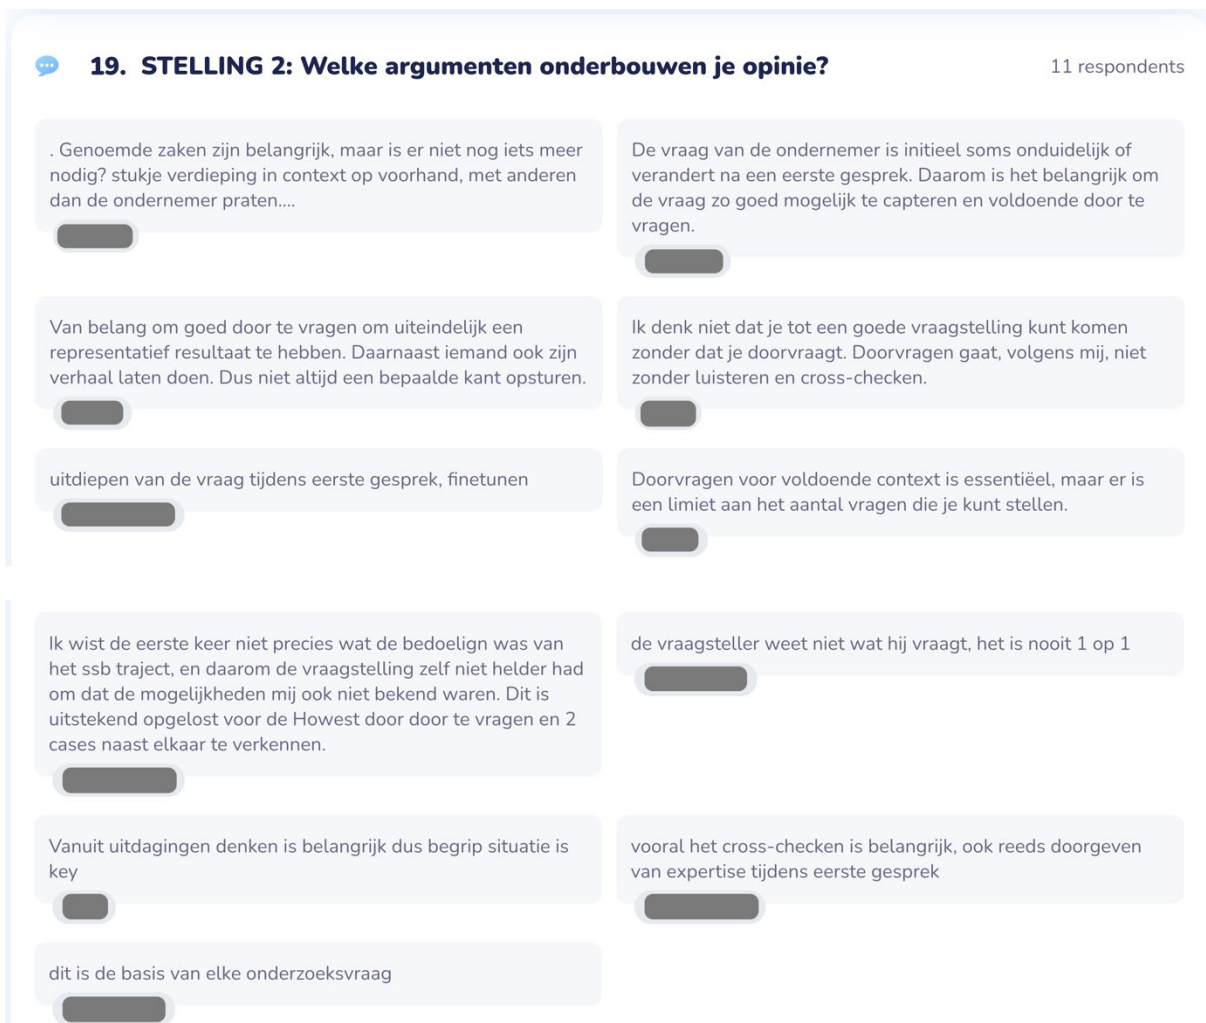 19. STELLING 2: Welke argumenten onderbouwen je opinie?
11 respondents
. Genoemde zaken zijn belangrijk, maar is er niet nog iets meer
nodig? stukje verdieping in context op voorhand, met anderen
dan de ondernemer praten....
De vraag van de ondernemer is initieel soms onduidelijk of
verandert na een eerste gesprek. Daarom is het belangrijk om
de vraag zo goed mogelijk te capteren en voldoende door te
vragen.
Van belang om goed door te vragen om uiteindelijk een
representatief resultaat te hebben. Daarnaast iemand ook zijn
verhaal laten doen. Dus niet altijd een bepaalde kant opsturen.
Ik denk niet dat je tot een goede vraagstelling kunt komen
zonder dat je doorvraagt. Doorvragen gaat, volgens mij, niet
zonder luisteren en cross-checken.
uitdiepen van de vraag tijdens eerste gesprek, finetunen
Doorvragen voor voldoende context is essentiëel, maar er is
een limiet aan het aantal vragen die je kunt stellen.
Ik wist de eerste keer niet precies wat de bedoelign was van
het ssb traject, en daarom de vraagstelling zelf niet helder had
om dat de mogelijkheden mij ook niet bekend waren. Dit is
uitstekend opgelost voor de Howest door door te vragen en 2
cases naast elkaar te verkennen.
de vraagsteller weet niet wat hij vraagt, het is nooit 1 op 1
Vanuit uitdagingen denken is belangrijk dus begrip situatie is
key
vooral het cross-checken is belangrijk, ook reeds doorgeven
van expertise tijdens eerste gesprek
dit is de basis van elke onderzoeksvraag